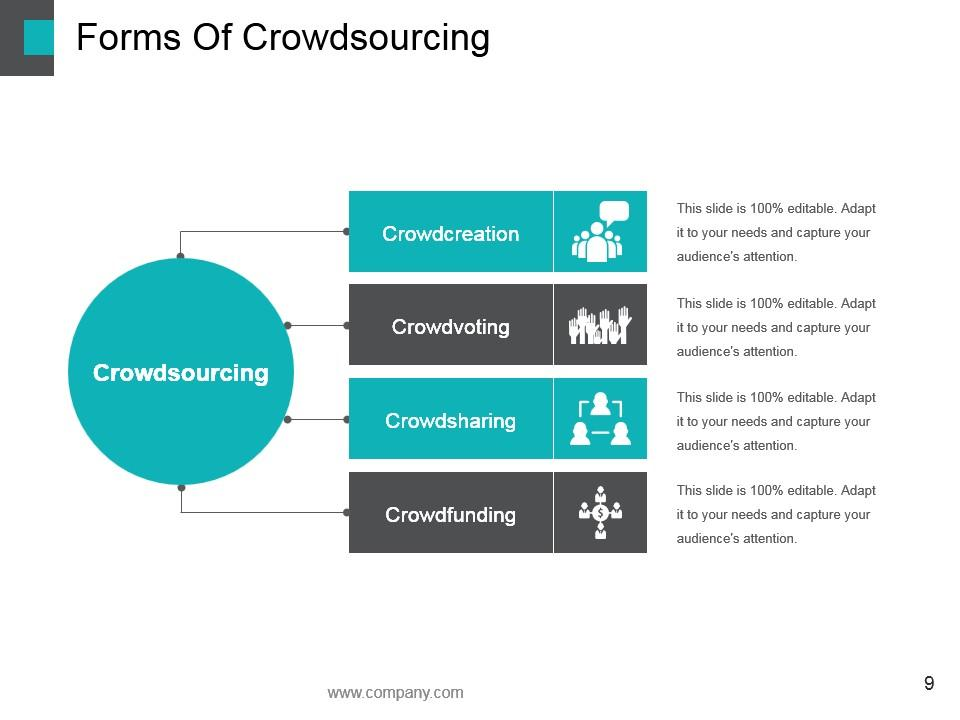 Forms Of Crowdsourcing
Crowdsourcing
Crowdcreation
This slide is 100% editable. Adapt
it to your needs and capture your
audience's attention.
Crowdvoting
This slide is 100% editable. Adapt
it to your needs and capture your
audience's attention.
Crowdsharing
This slide is 100% editable. Adapt
it to your needs and capture your
audience's attention.
Crowdfunding
$
This slide is 100% editable. Adapt
it to your needs and capture your
audience's attention.
www.company.com
9